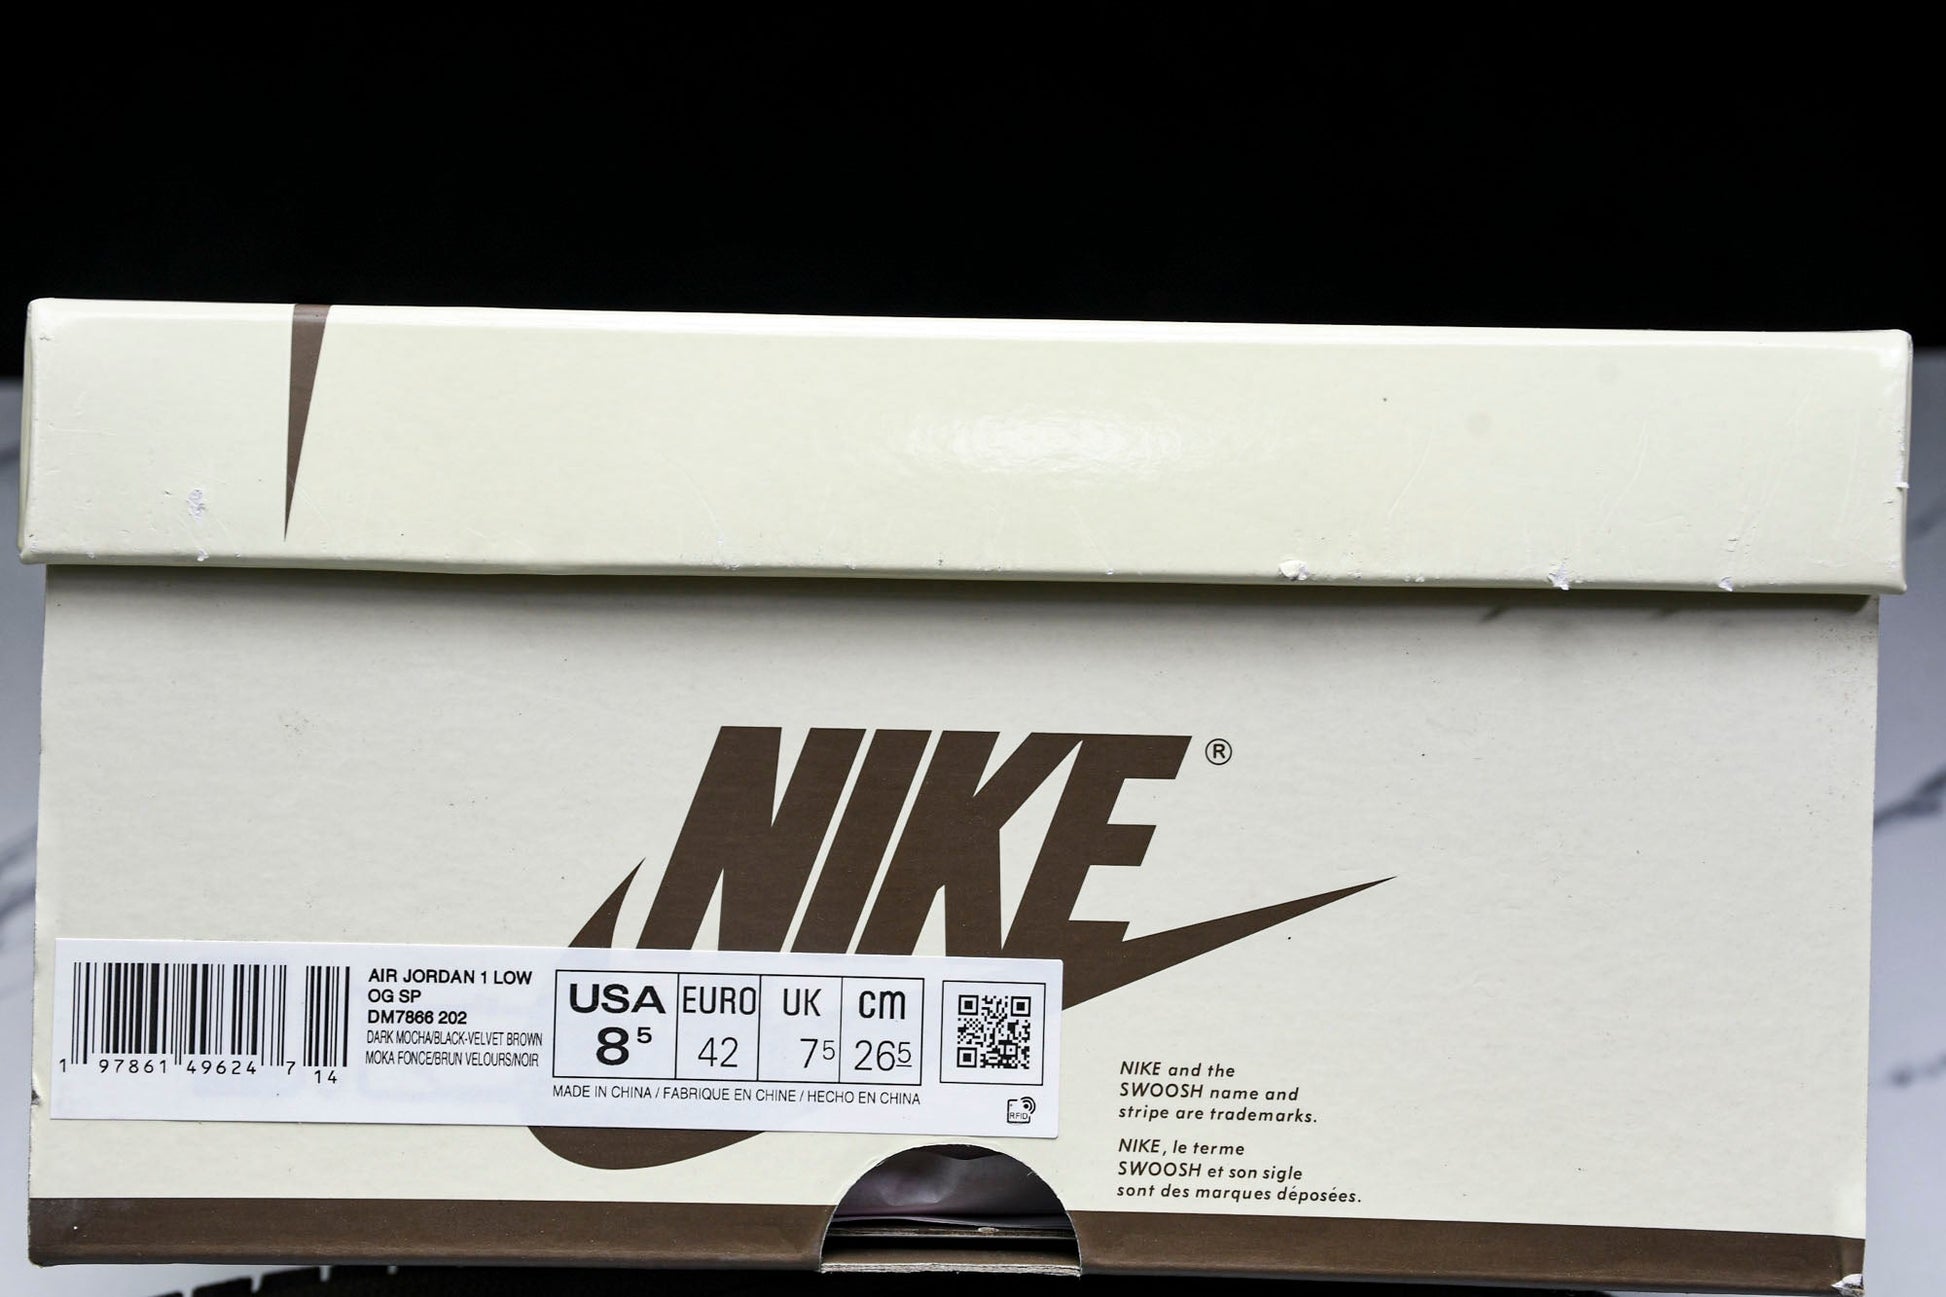 NIKE®
AIR JORDAN 1 LOW
OG SP
DM7866 202
DARK MOCHA/BLACK-VELVET BROWN
MOKA FONCE/BRUN VELOURS/NOIR
1 97861 49624 7 14
USA EURO UK cm
8⁵ 42 7⁵ 26⁵
MADE IN CHINA / FABRIQUE EN CHINE / HECHO EN CHINA
RFID
NIKE and the
SWOOSH name and
stripe are trademarks.
NIKE, le terme
SWOOSH et son sigle
sont des marques déposées.